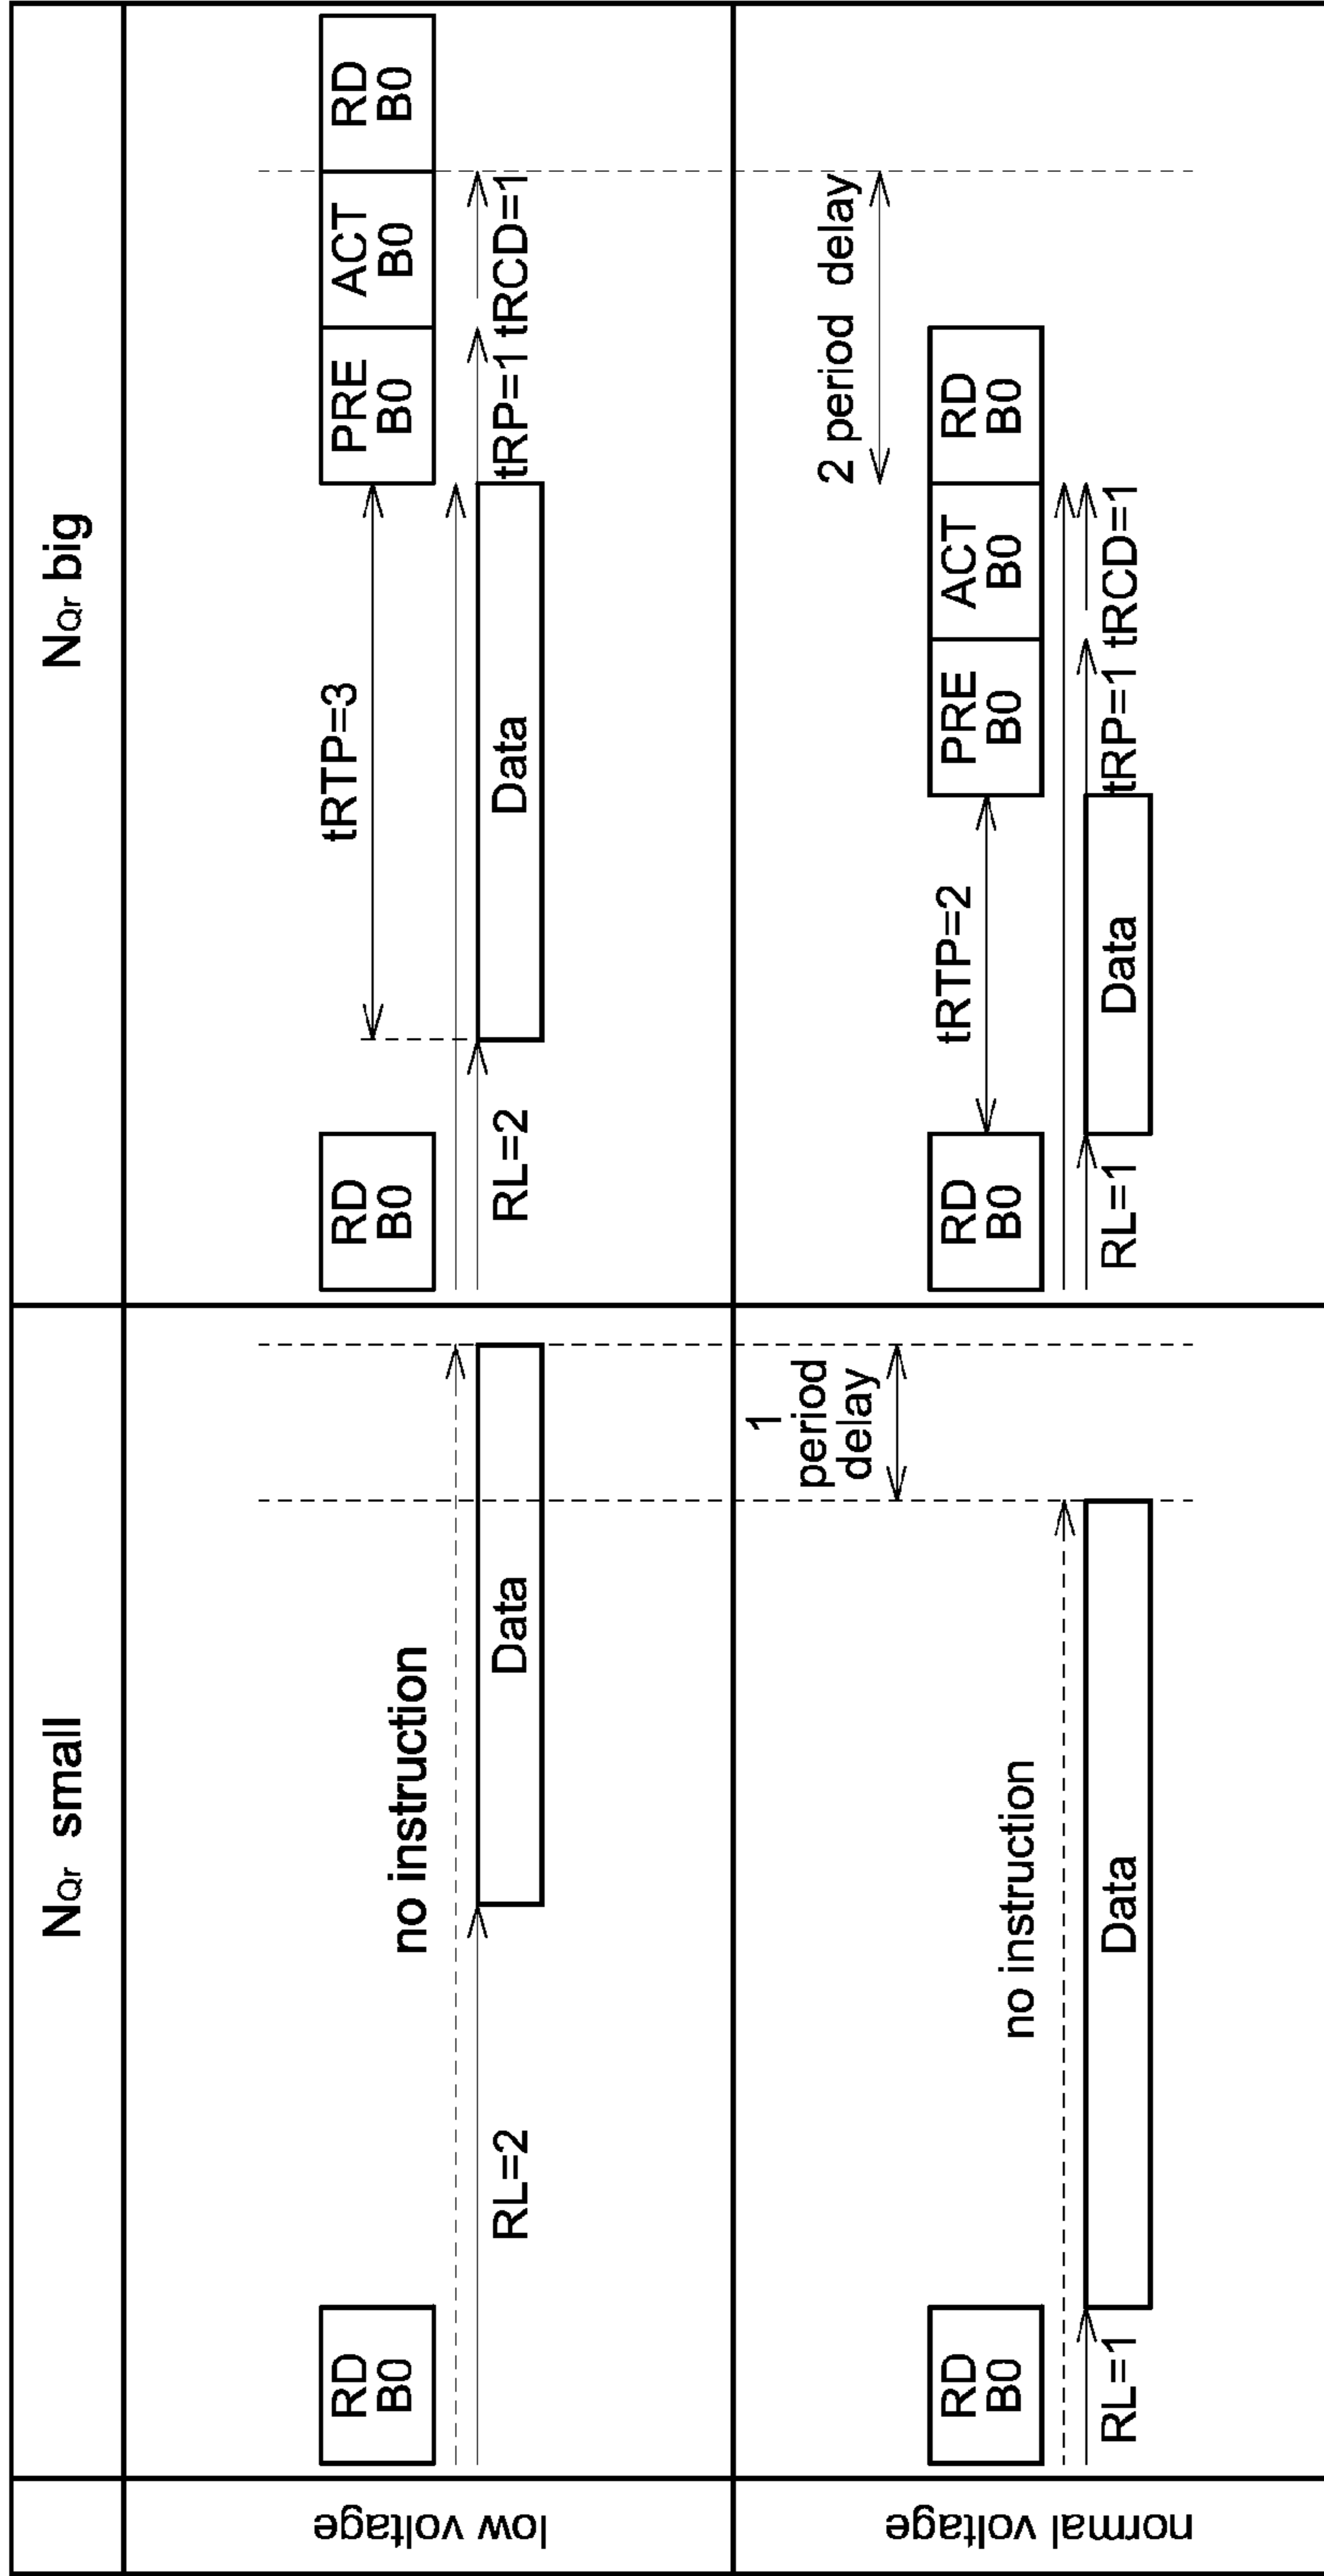 N_Qr small
N_Qr big
low voltage
RD
B0
no instruction
RL=2
Data
RD
B0
tRTP=3
PRE
B0
ACT
B0
RD
B0
RL=2
Data
tRP=1
tRCD=1
normal voltage
1
period
delay
RD
B0
no instruction
RL=1
Data
2 period delay
RD
B0
tRTP=2
PRE
B0
ACT
B0
RD
B0
RL=1
Data
tRP=1
tRCD=1